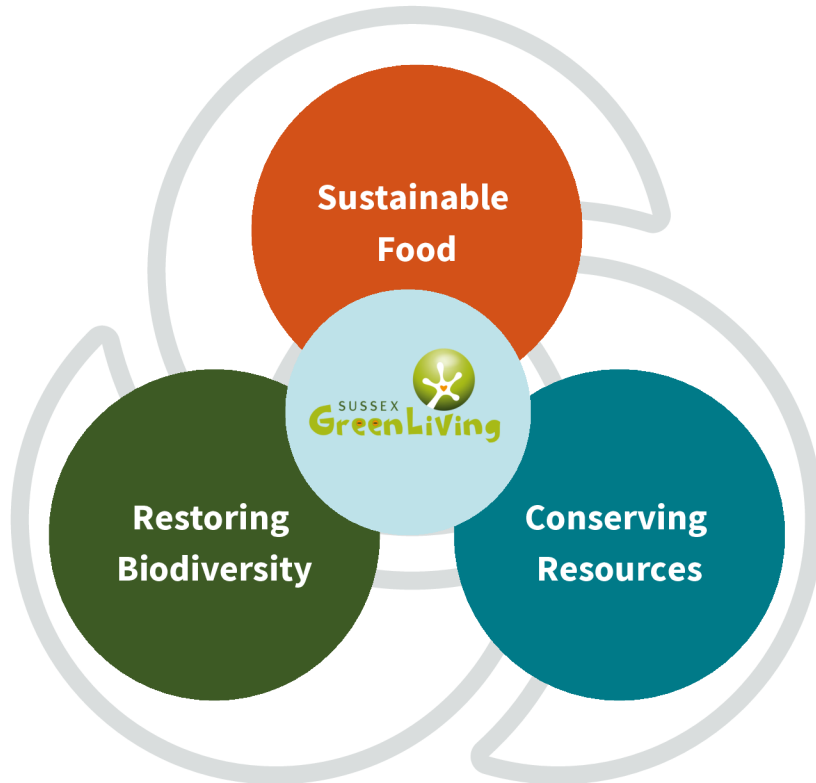 Sustainable
Food
SUSSEX
GreenLiving
Restoring
Biodiversity
Conserving
Resources